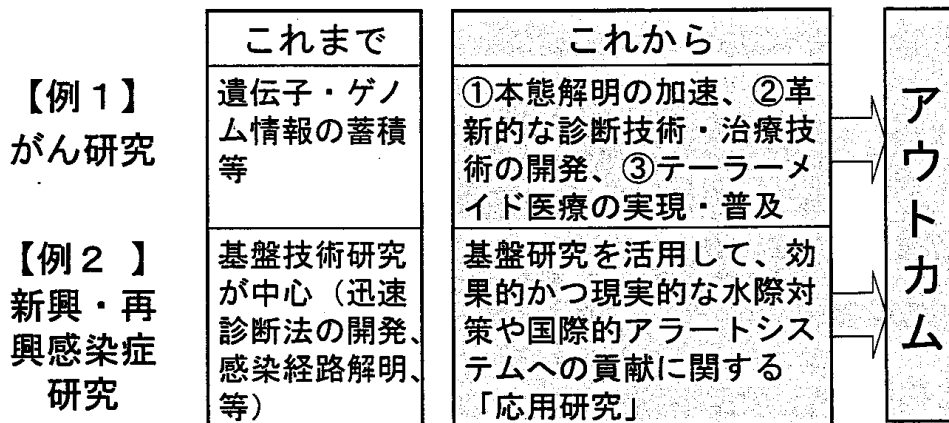 これまで
これから
【例１】
がん研究
遺伝子・ゲノ
ム情報の蓄積
等
①本態解明の加速、②革
新的な診断技術・治療技
術の開発、③テーラーメ
イド医療の実現・普及
【例２ 】
新興・再
興感染症
研究
基盤技術研究
が中心（迅速
診断法の開発、
感染経路解明、
等）
基盤研究を活用して、効
果的かつ現実的な水際対
策や国際的アラートシス
テムへの貢献に関する
「応用研究」
アウトカム